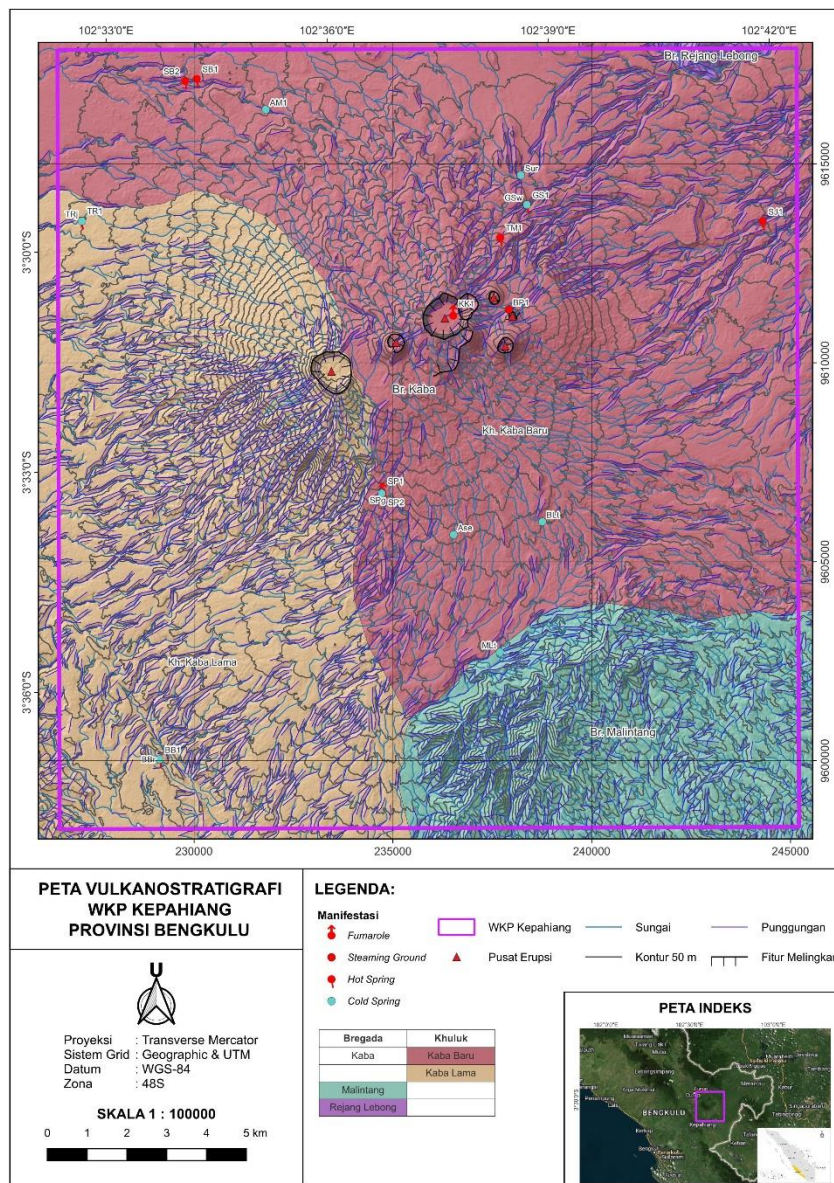 102°33'0"E
102°36'0"E
102°39'0"E
102°42'0"E
Br. Rejang Lebong
SB2
SB1
AM1
Sur
9615000
GSw
GS1
TRj
TR1
TM1
SJ1
3°30'0"S
KK1
BP1
9610000
Br. Kaba
Kh. Kaba Baru
3°33'0"S
SP1
SPg
SP2
BLt
Ase
9605000
MLt
Kh. Kaba Lama
3°36'0"S
Br. Malintang
BB1
BBr
9600000
230000
235000
240000
245000
PETA VULKANOSTRATIGRAFI
WKP KEPAHIANG
PROVINSI BENGKULU
U
Proyeksi : Transverse Mercator
Sistem Grid : Geographic & UTM
Datum : WGS-84
Zona : 48S
SKALA 1 : 100000
0 1 2 3 4 5 km
LEGENDA:
Manifestasi
Fumarole
Steaming Ground
Hot Spring
Cold Spring
WKP Kepahiang
Sungai
Punggungan
Pusat Erupsi
Kontur 50 m
Fitur Melingkar
Bregada Khuluk
Kaba Kaba Baru
Kaba Lama
Malintang
Rejang Lebong
PETA INDEKS
BENGKULU
Kepahiang